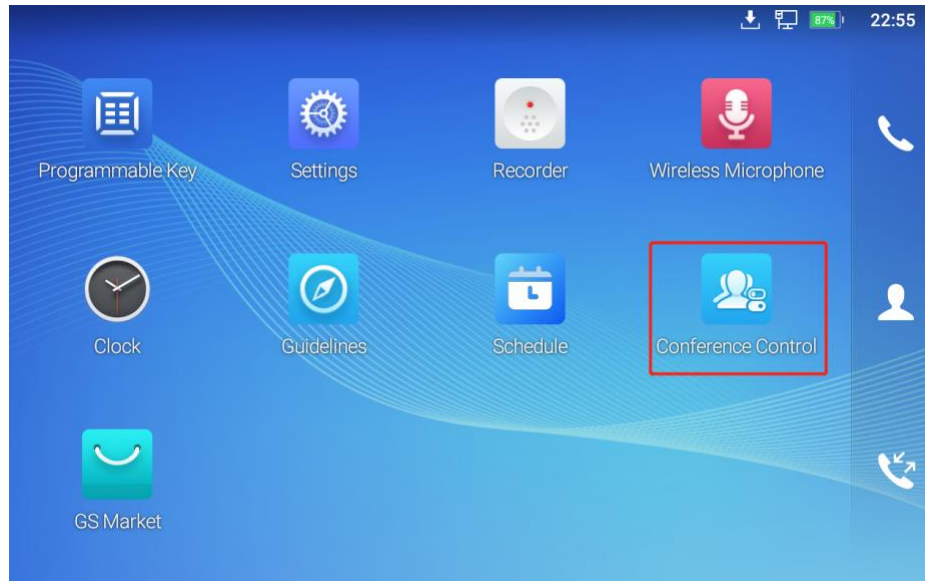 87% 22:55
Programmable Key Settings Recorder Wireless Microphone
Clock Guidelines Schedule Conference Control
GS Market